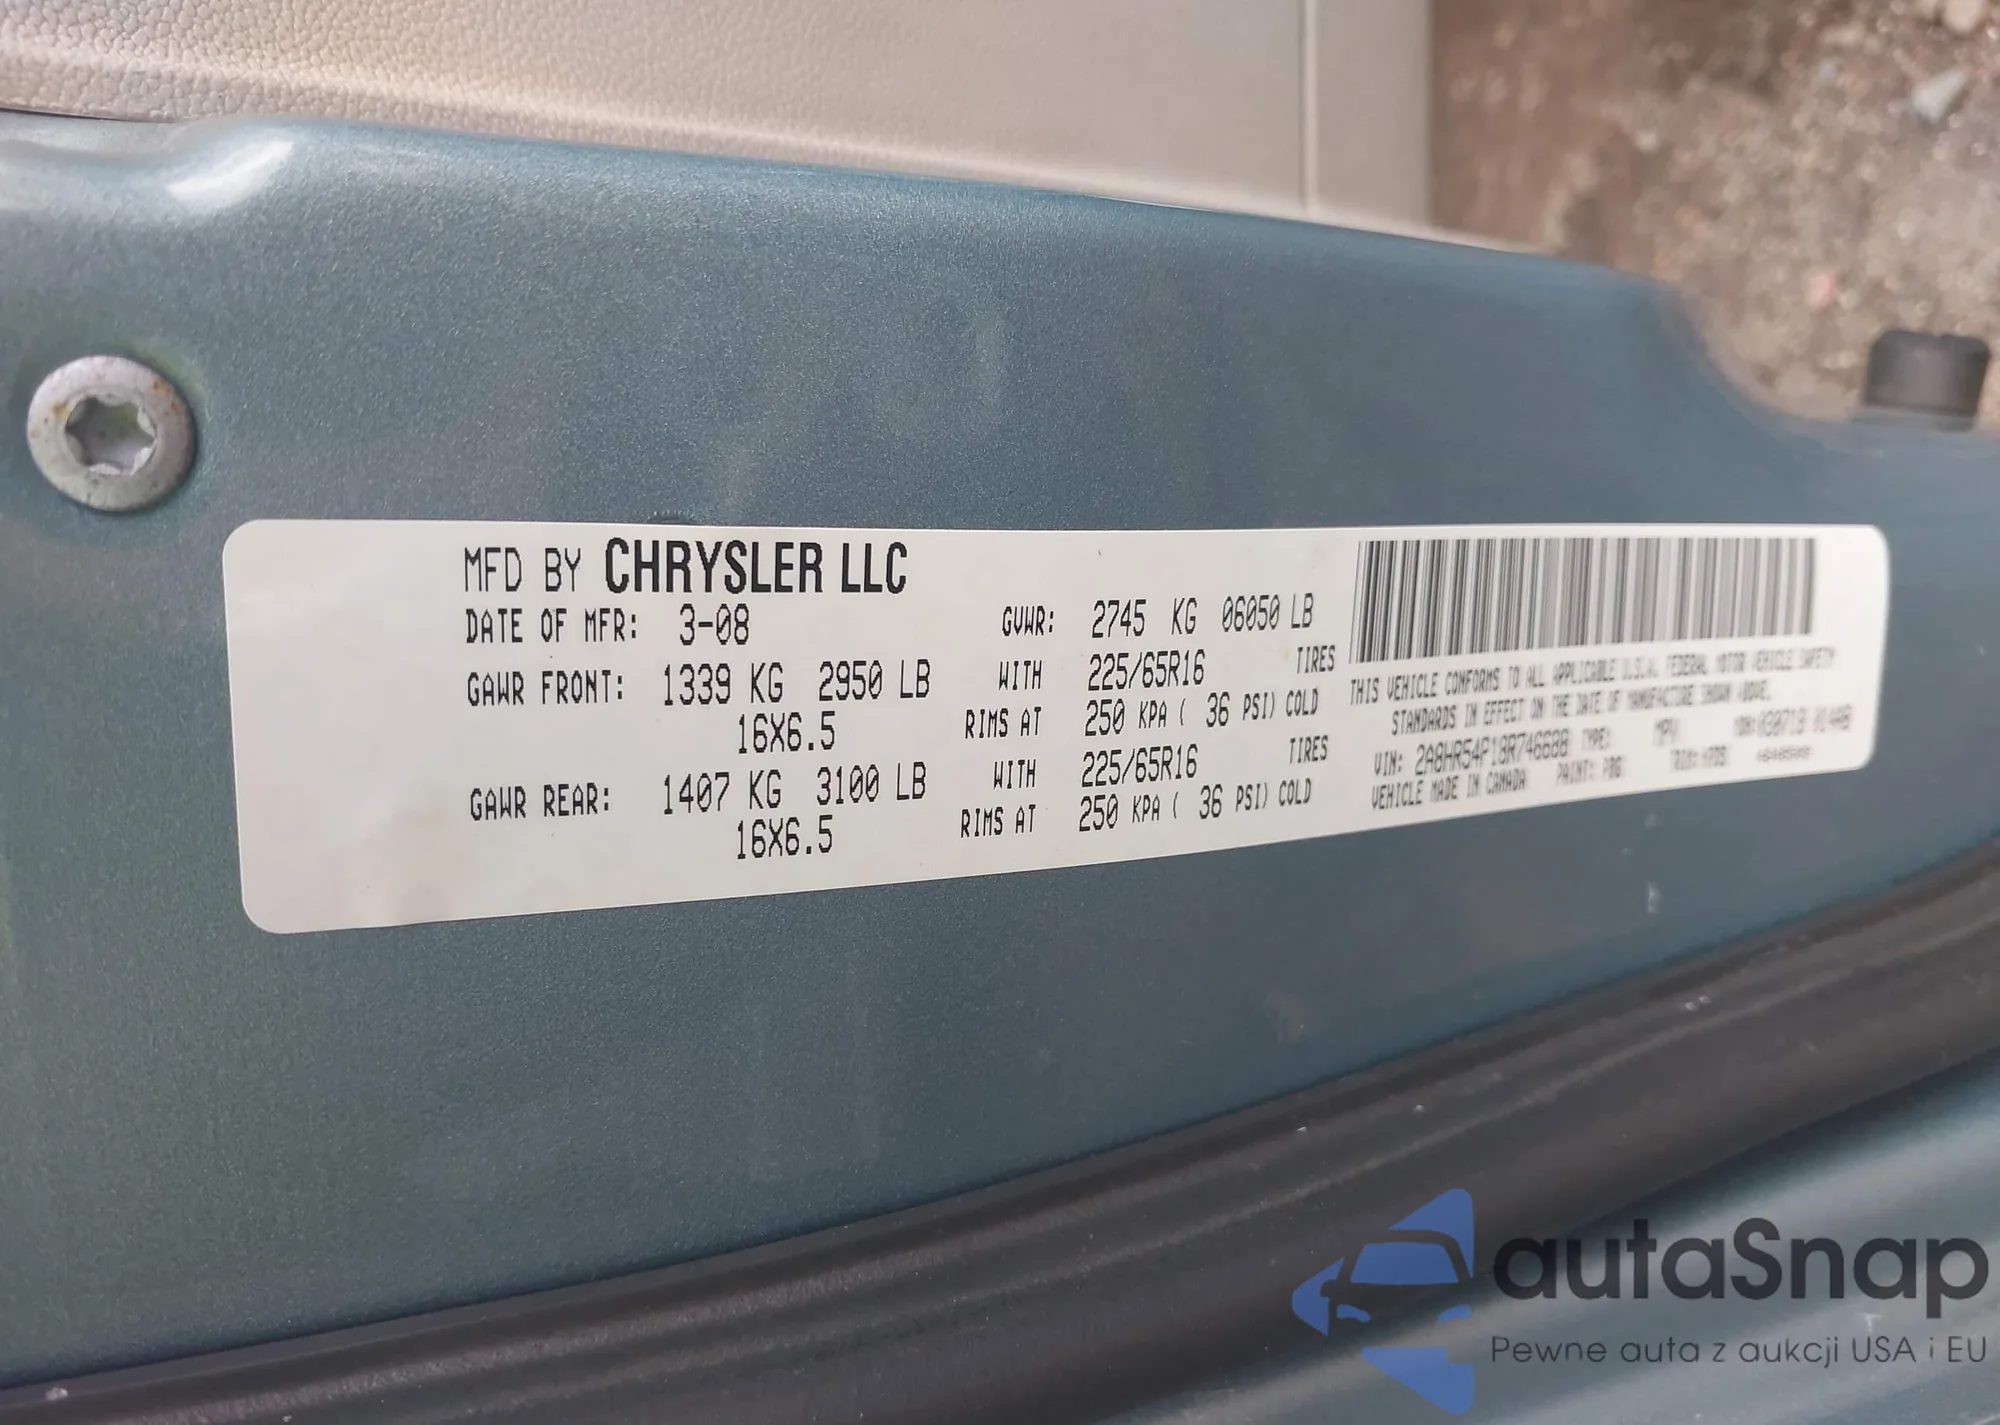 MFD BY CHRYSLER LLC
DATE OF MFR: 3-08 GVWR: 2745 KG 06050 LB
GAWR FRONT: 1339 KG 2950 LB WITH 225/65R16 TIRES
16X6.5 RIMS AT 250 KPA ( 36 PSI) COLD
GAWR REAR: 1407 KG 3100 LB WITH 225/65R16 TIRES
16X6.5 RIMS AT 250 KPA ( 36 PSI) COLD
THIS VEHICLE CONFORMS TO ALL APPLICABLE U.S.A. FEDERAL MOTOR VEHICLE SAFETY
STANDARDS IN EFFECT ON THE DATE OF MANUFACTURE SHOWN ABOVE.
VIN: 2A8HR54P18R746688 TYPE: MPV
VEHICLE MADE IN CANADA PAINT: TRIM:
autaSnap
Pewne auta z aukcji USA i EU